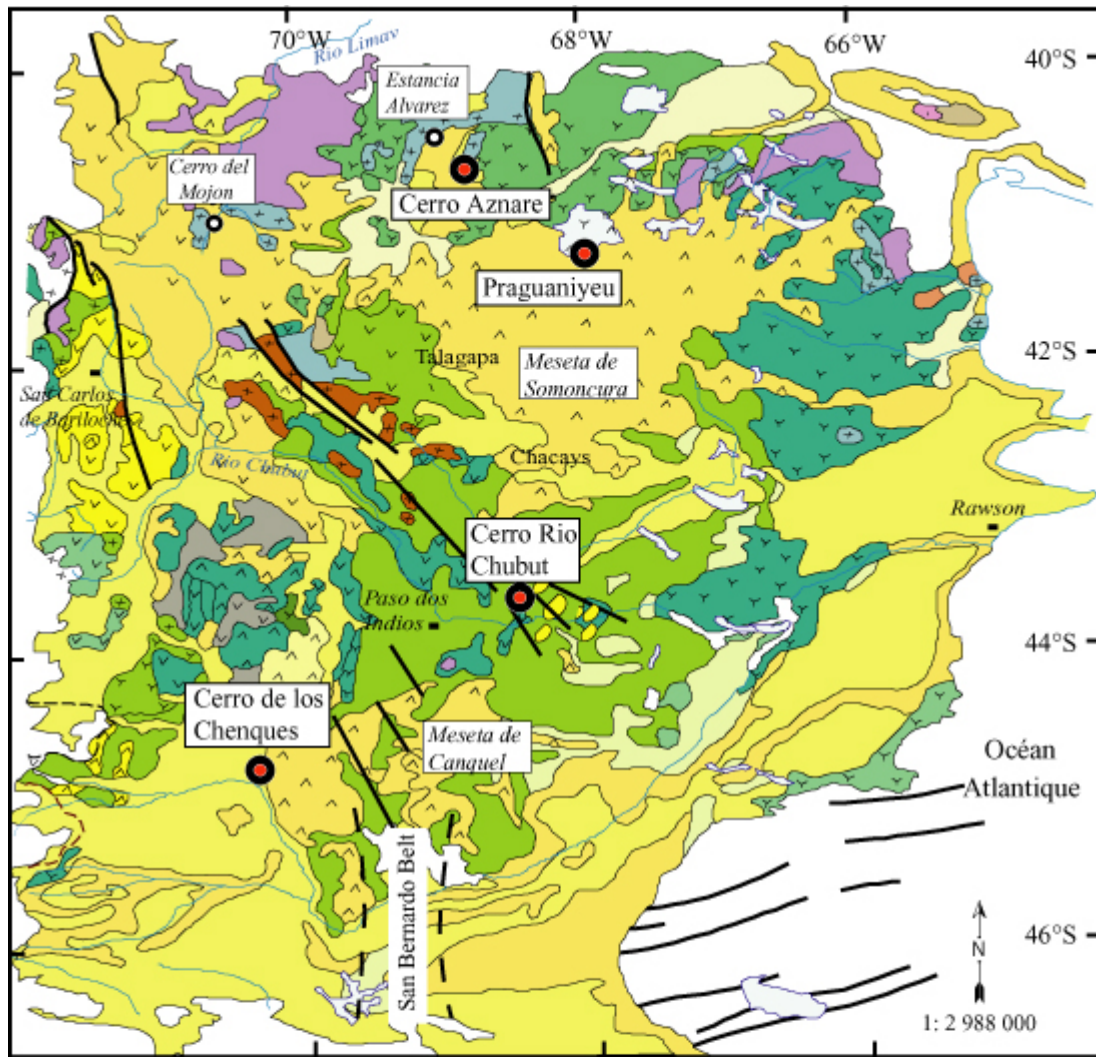 70°W
68°W
66°W
40°S
Rio Limav
Estancia
Alvarez
Cerro del
Mojon
Cerro Aznare
Praguaniyeu
Talagapa
Meseta de
Somoncura
42°S
San Carlos
de Bariloche
Rio Chubut
Chacays
Rawson
Cerro Rio
Chubut
Paso dos
Indios
44°S
Cerro de los
Chenques
Meseta de
Canquel
Océan
Atlantique
San Bernardo Belt
46°S
N
1: 2 988 000